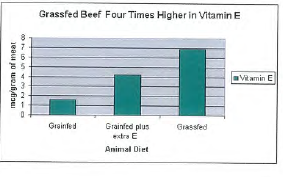 Grassfed Beef Four Times Higher in Vitamin E
mcg/gram of meat
8
7
6
5
4
3
2
1
0
Grainfed
Grainfed plus
extra E
Grassfed
Animal Diet
Vitamin E